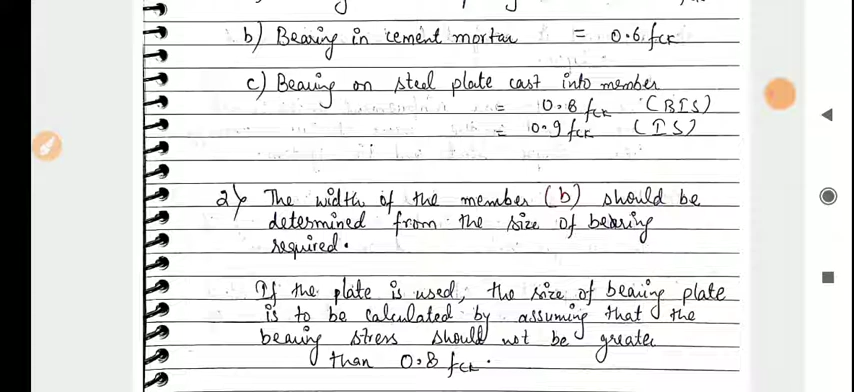 b) Bearing in cement mortar = 0.6 fck
c) Bearing on steel plate cast into member
= 0.8 fck (BIS)
= 0.9 fck (IS)
2) The width of the member (b) should be
determined from the size of bearing
required.
If the plate is used, the size of bearing plate
is to be calculated by assuming that the
bearing stress should not be greater
than 0.8 fck.